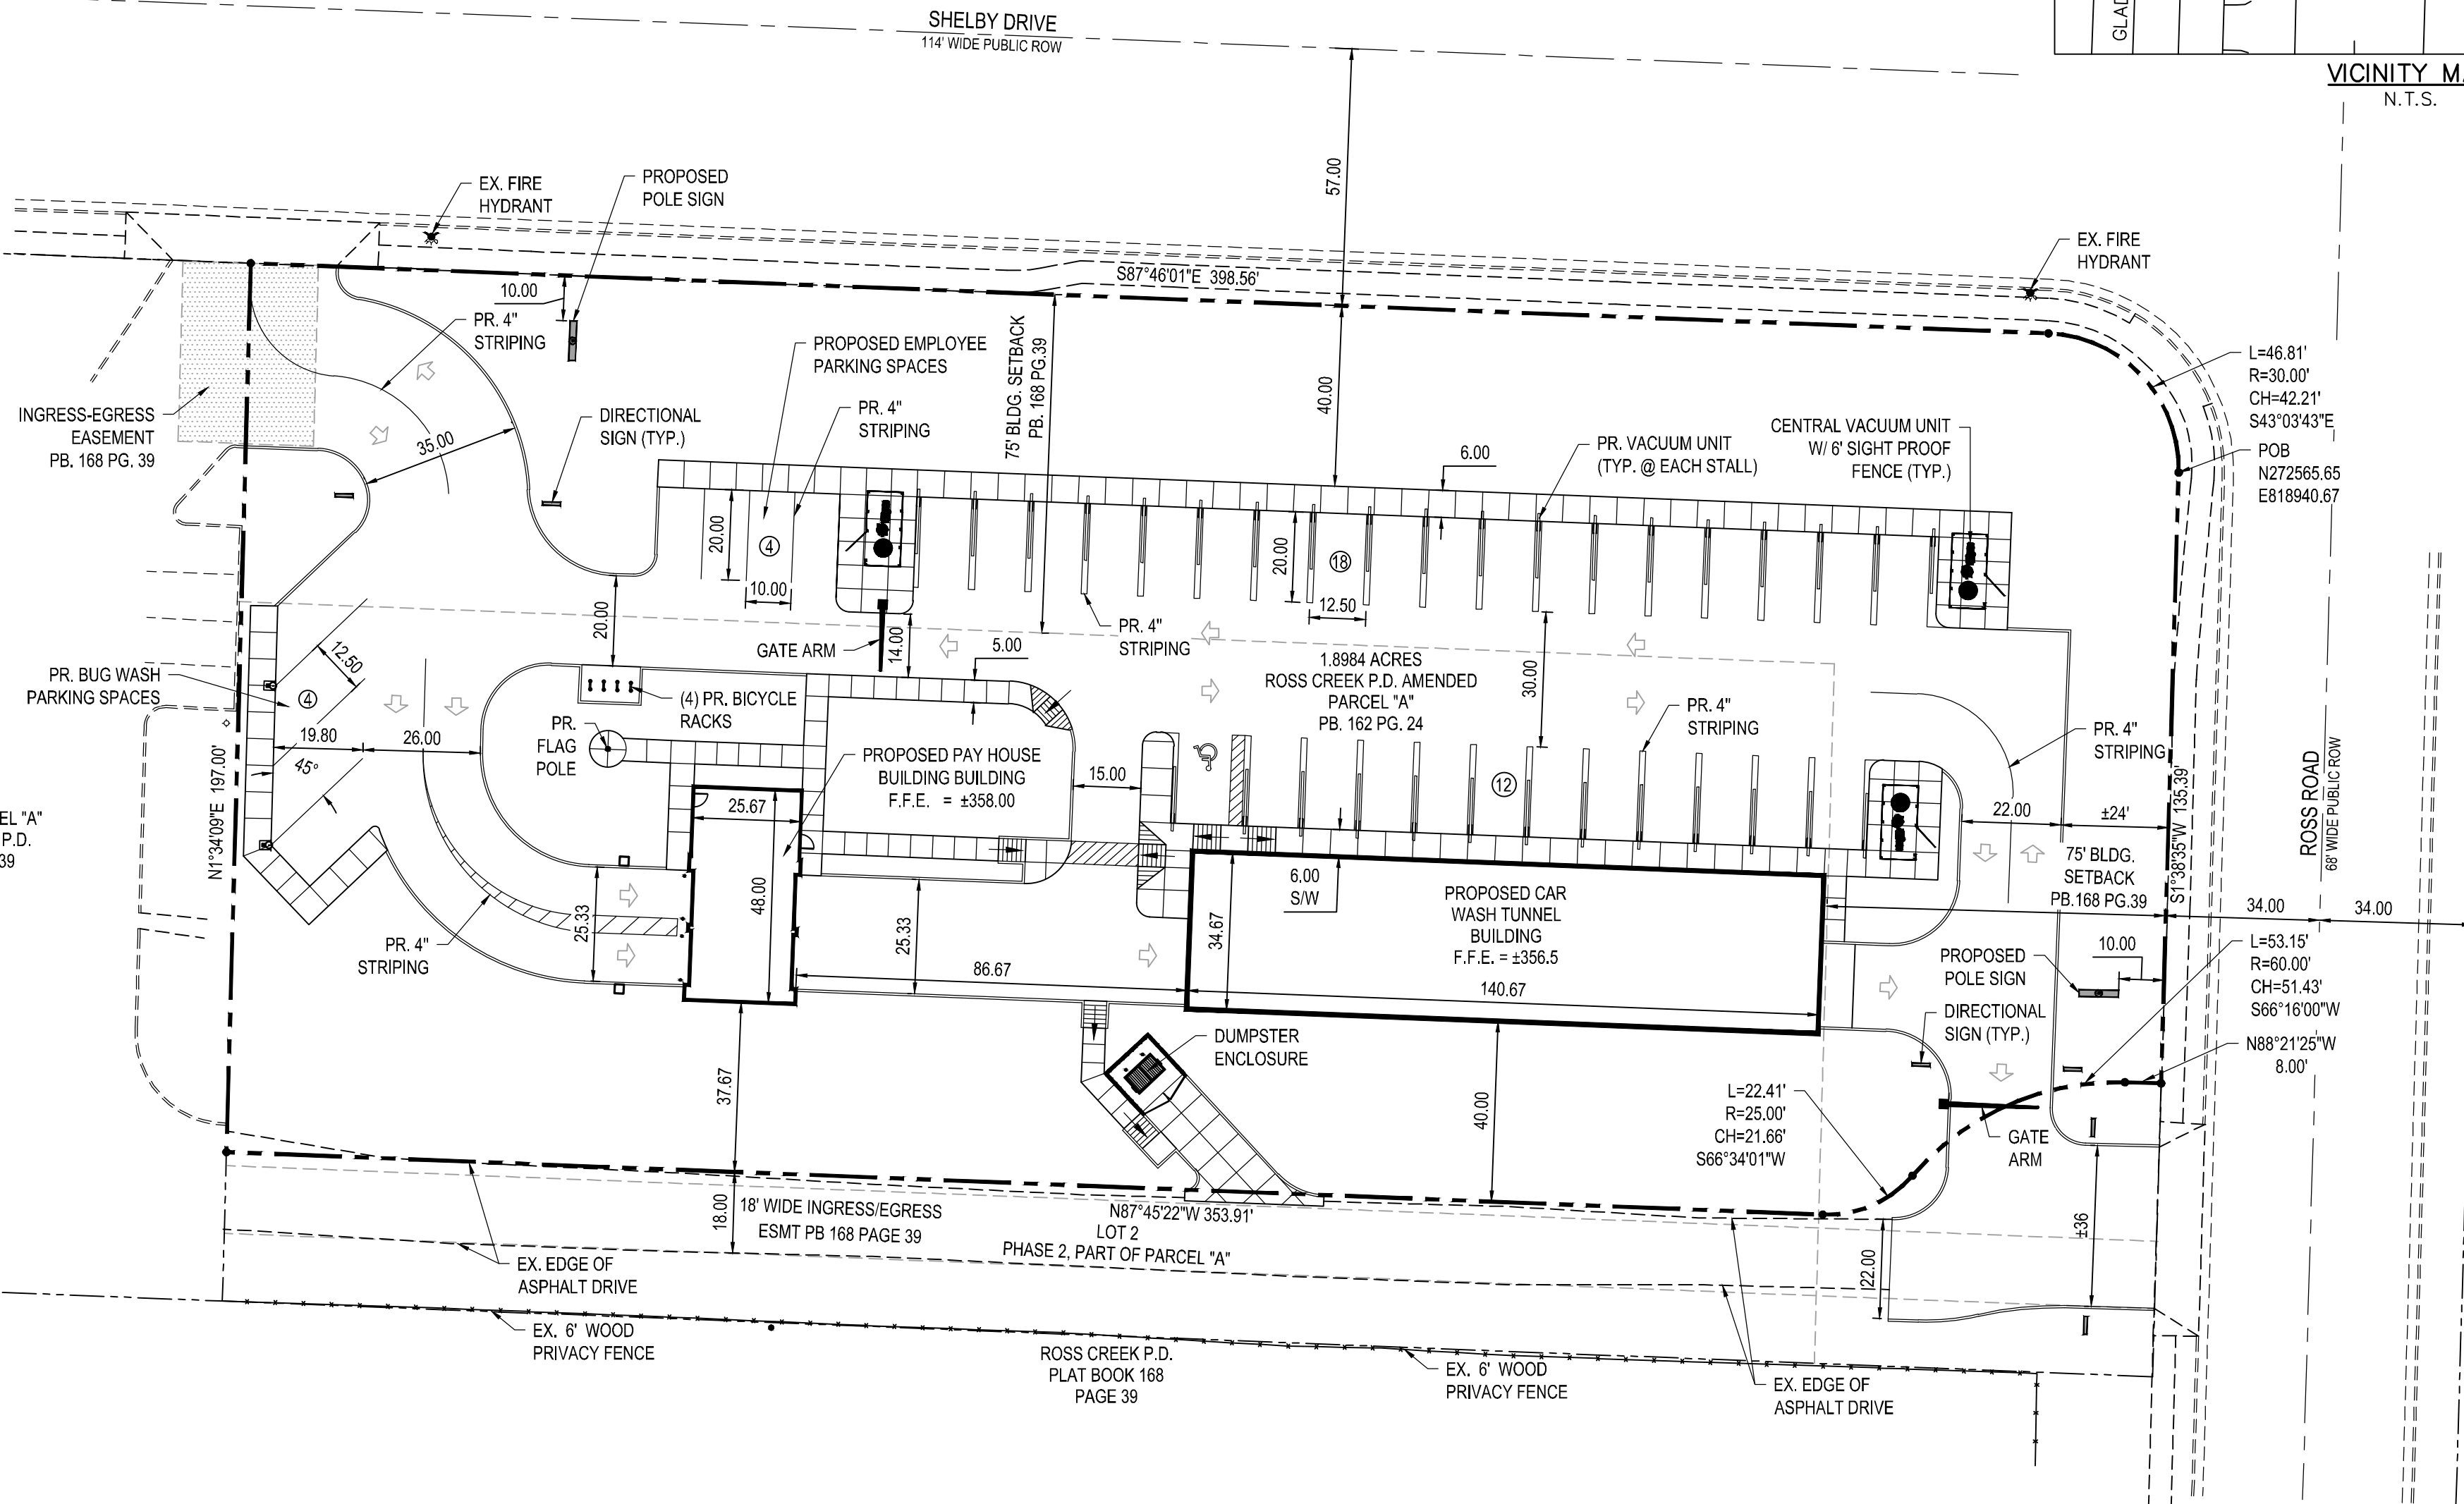 SHELBY DRIVE
114' WIDE PUBLIC ROW
GLAD
VICINITY MA
N.T.S.
57.00
EX. FIRE
HYDRANT
PROPOSED
POLE SIGN
EX. FIRE
HYDRANT
S87°46'01"E 398.56'
10.00
PR. 4"
STRIPING
PROPOSED EMPLOYEE
PARKING SPACES
75' BLDG. SETBACK
PB. 168 PG.39
40.00
L=46.81'
R=30.00'
CH=42.21'
S43°03'43"E
INGRESS-EGRESS
EASEMENT
PB. 168 PG. 39
35.00
DIRECTIONAL
SIGN (TYP.)
PR. 4"
STRIPING
6.00
PR. VACUUM UNIT
(TYP. @ EACH STALL)
CENTRAL VACUUM UNIT
W/ 6' SIGHT PROOF
FENCE (TYP.)
POB
N272565.65
E818940.67
20.00
4
10.00
20.00
18
12.50
20.00
GATE ARM
14.00
5.00
PR. 4"
STRIPING
1.8984 ACRES
ROSS CREEK P.D. AMENDED
PARCEL "A"
PB. 162 PG. 24
30.00
PR. 4"
STRIPING
PR. 4"
STRIPING
PR. BUG WASH
PARKING SPACES
12.50
4
19.80
26.00
45°
PR.
FLAG
POLE
(4) PR. BICYCLE
RACKS
PROPOSED PAY HOUSE
BUILDING BUILDING
F.F.E. = ±358.00
15.00
12
22.00
±24'
N1°34'09"E 197.00'
S1°38'35"W 135.39'
ROSS ROAD
68' WIDE PUBLIC ROW
EL "A"
P.D.
39
25.67
48.00
25.33
25.33
86.67
34.67
6.00
S/W
PROPOSED CAR
WASH TUNNEL
BUILDING
F.F.E. = ±356.5
140.67
75' BLDG.
SETBACK
PB.168 PG.39
34.00
34.00
PR. 4"
STRIPING
PROPOSED
POLE SIGN
10.00
L=53.15'
R=60.00'
CH=51.43'
S66°16'00"W
DIRECTIONAL
SIGN (TYP.)
N88°21'25"W
8.00'
37.67
DUMPSTER
ENCLOSURE
40.00
L=22.41'
R=25.00'
CH=21.66'
S66°34'01"W
GATE
ARM
18.00
18' WIDE INGRESS/EGRESS
ESMT PB 168 PAGE 39
N87°45'22"W 353.91'
LOT 2
PHASE 2, PART OF PARCEL "A"
22.00
±36
EX. EDGE OF
ASPHALT DRIVE
EX. 6' WOOD
PRIVACY FENCE
ROSS CREEK P.D.
PLAT BOOK 168
PAGE 39
EX. 6' WOOD
PRIVACY FENCE
EX. EDGE OF
ASPHALT DRIVE